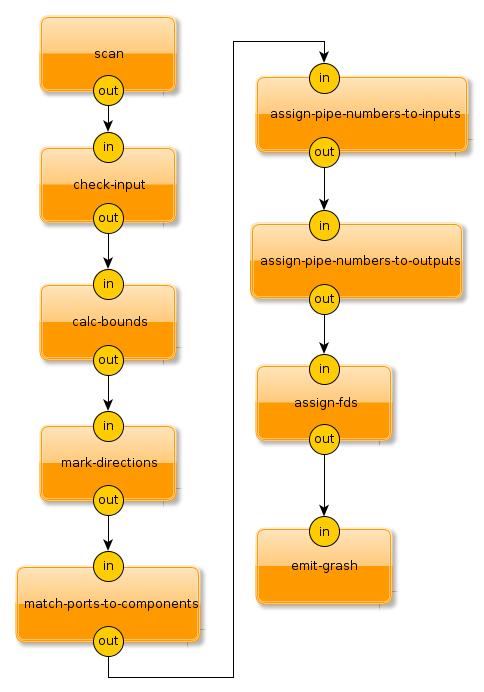 scan
out
in
check-input
out
in
calc-bounds
out
in
mark-directions
out
in
match-ports-to-components
out
in
assign-pipe-numbers-to-inputs
out
in
assign-pipe-numbers-to-outputs
out
in
assign-fds
out
in
emit-grash